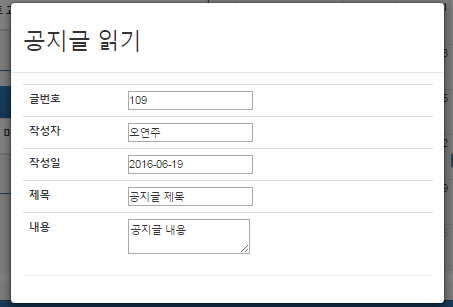 공지글 읽기
글번호 109
작성자 오연주
작성일 2016-06-19
제목 공지글 제목
내용 공지글 내용